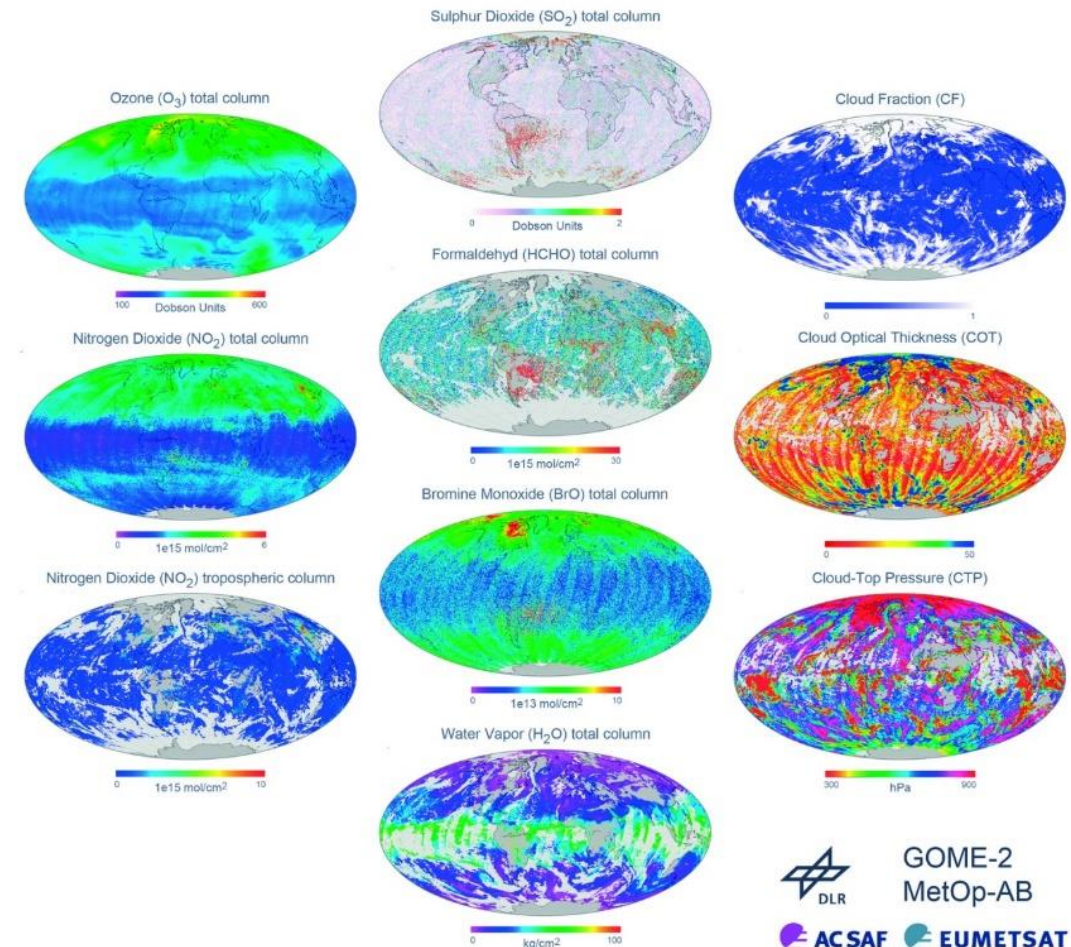 Sulphur Dioxide (SO2) total column
0 2
Dobson Units
Ozone (O3) total column
100 600
Dobson Units
Cloud Fraction (CF)
0 1
Formaldehyd (HCHO) total column
0 30
1e15 mol/cm2
Nitrogen Dioxide (NO2) total column
0 6
1e15 mol/cm2
Cloud Optical Thickness (COT)
0 50
Bromine Monoxide (BrO) total column
0 10
1e13 mol/cm2
Nitrogen Dioxide (NO2) tropospheric column
0 10
1e15 mol/cm2
Cloud-Top Pressure (CTP)
300 900
hPa
Water Vapor (H2O) total column
0 100
kg/cm2
DLR
GOME-2
MetOp-AB
AC SAF EUMETSAT